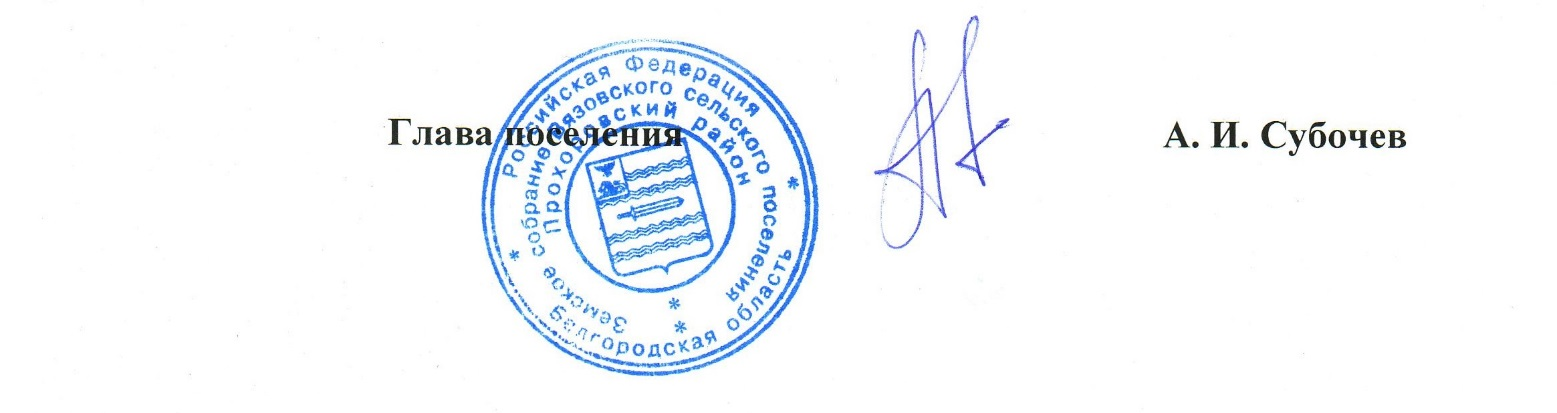 Глава поселения А. И. Субочев
Российская Федерация
Белгородская область
Земское собрание сельского поселения
Прохоровский район